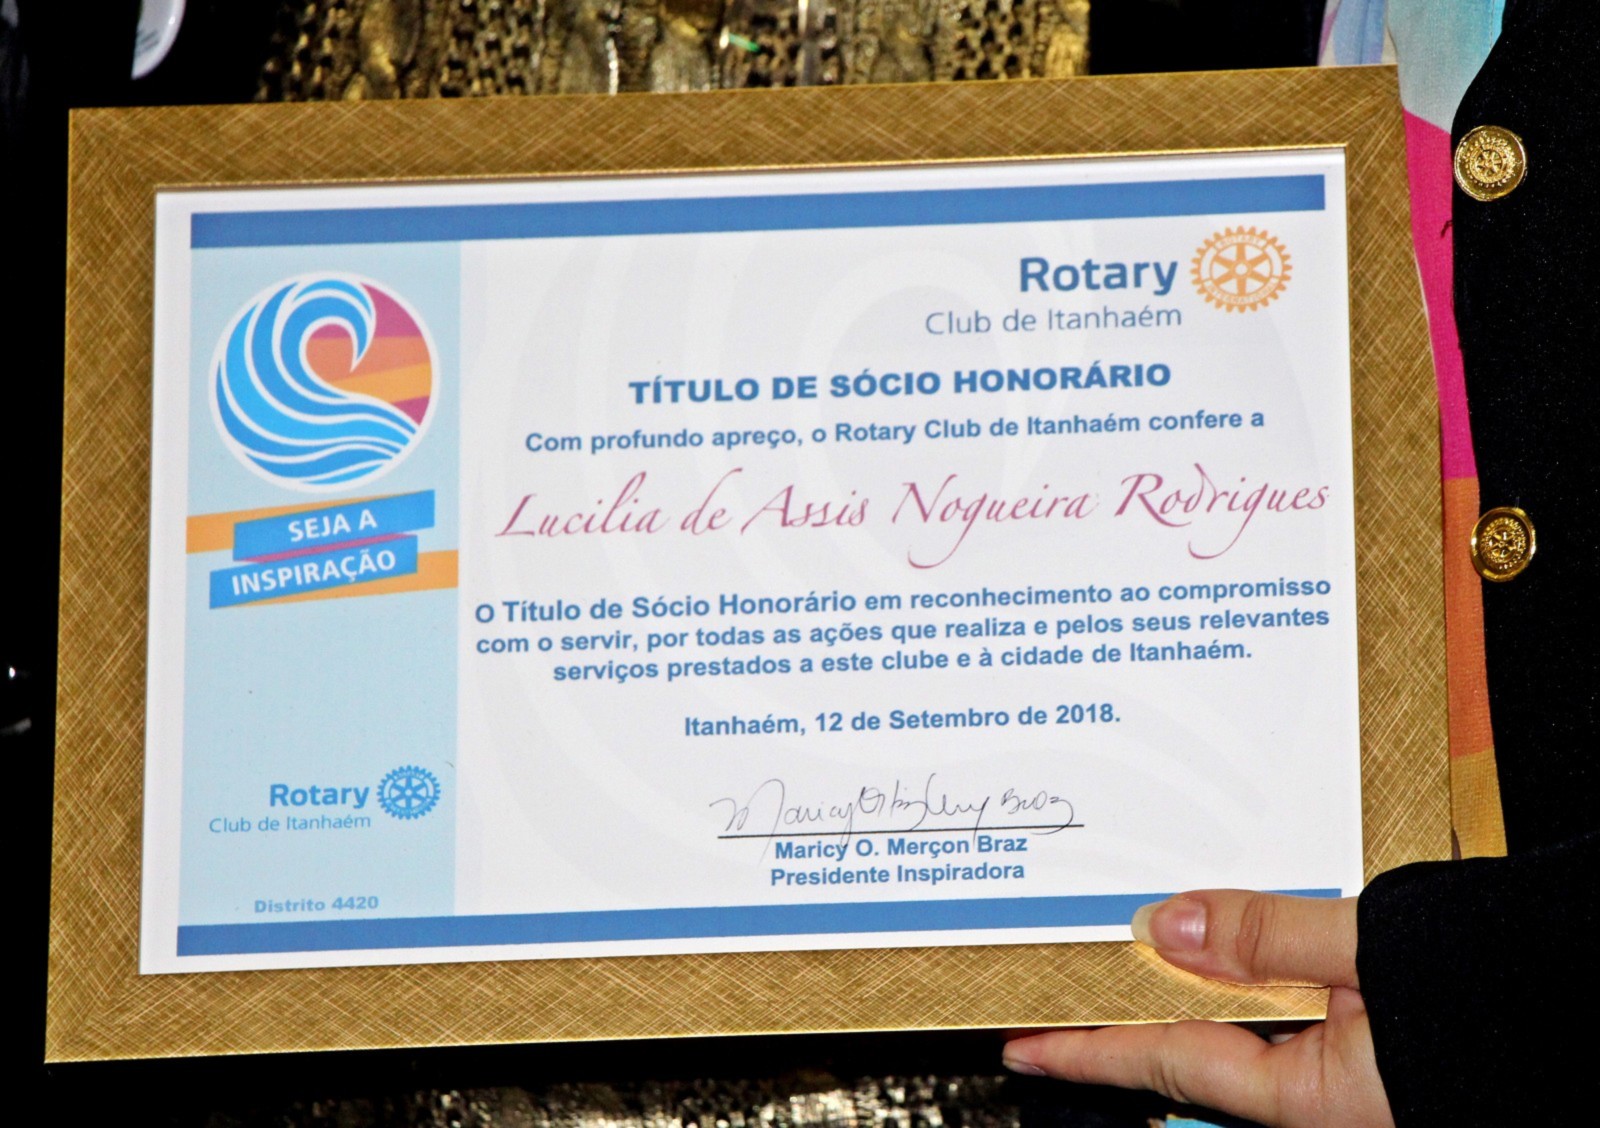 Rotary
Club de Itanhaém
TÍTULO DE SÓCIO HONORÁRIO
Com profundo apreço, o Rotary Club de Itanhaém confere a
Lucilia de Assis Nogueira Rodrigues
SEJA A
INSPIRAÇÃO
O Título de Sócio Honorário em reconhecimento ao compromisso
com o servir, por todas as ações que realiza e pelos seus relevantes
serviços prestados a este clube e à cidade de Itanhaém.
Itanhaém, 12 de Setembro de 2018.
Maricy O. Merçon Braz
Presidente Inspiradora
Rotary
Club de Itanhaém
Distrito 4420